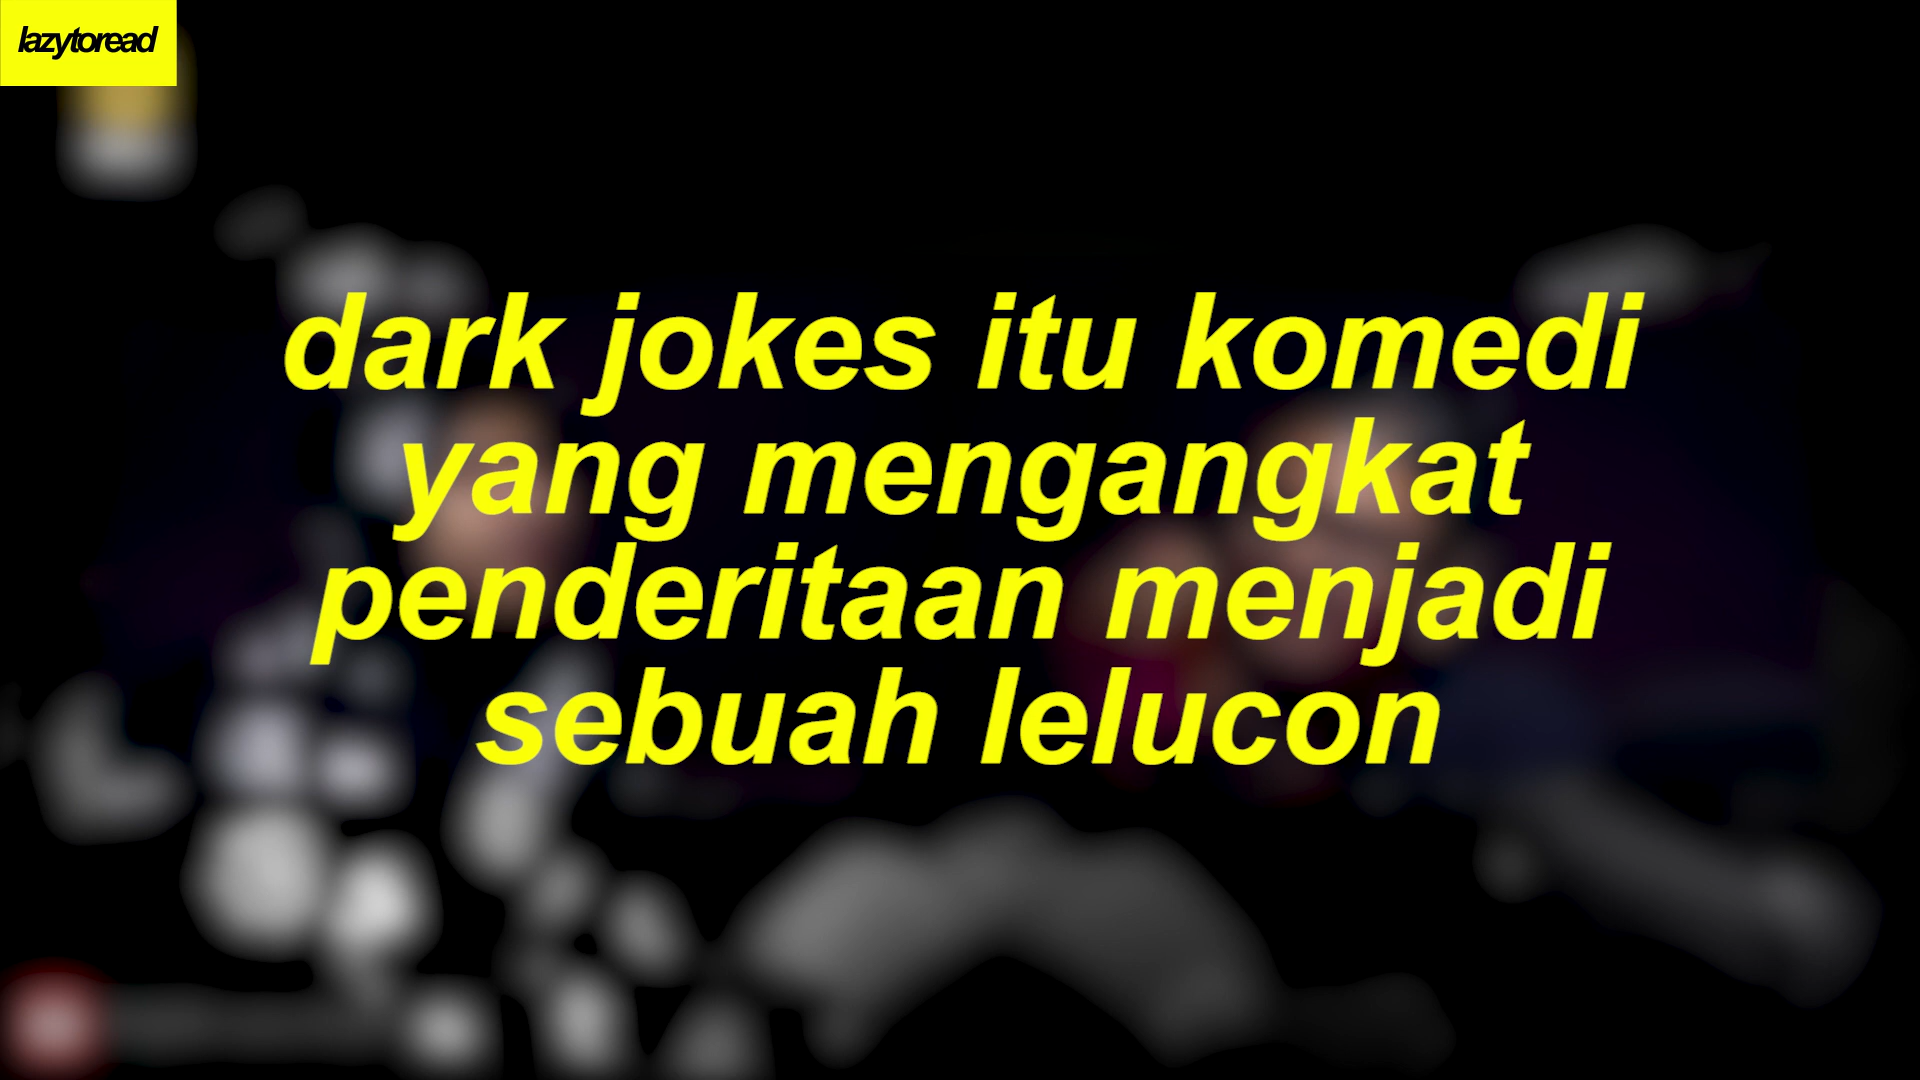 lazytoread
dark jokes itu komedi
yang mengangkat
penderitaan menjadi
sebuah lelucon